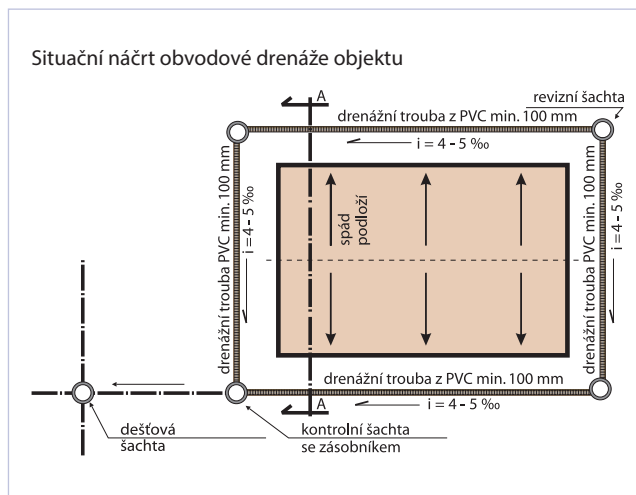 Situační náčrt obvodové drenáže objektu
A
revizní šachta
drenážní trouba z PVC min. 100 mm
i = 4 - 5 ‰
drenážní trouba PVC min. 100 mm
i = 4 - 5 ‰
spád
podloží
drenážní trouba PVC min. 100 mm
i = 4 - 5 ‰
drenážní trouba z PVC min. 100 mm
A
i = 4 - 5 ‰
dešťová
šachta
kontrolní šachta
se zásobníkem